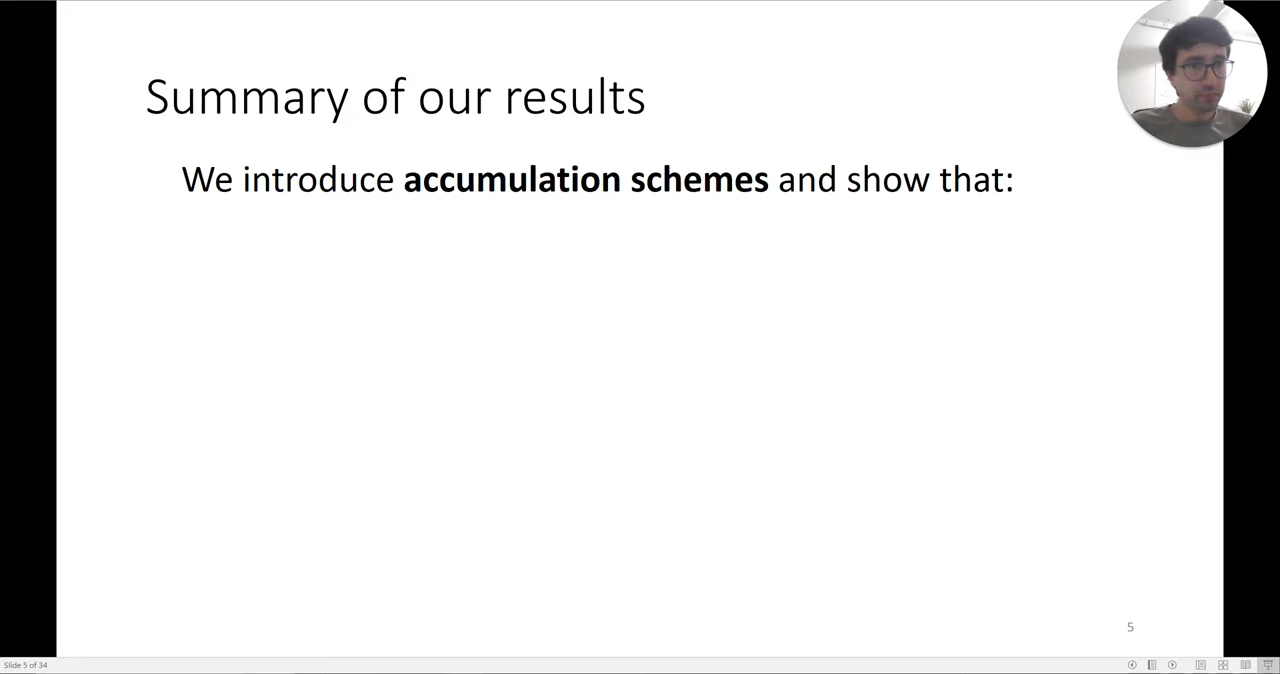 Summary of our results
We introduce accumulation schemes and show that:
5
Slide 5 of 34